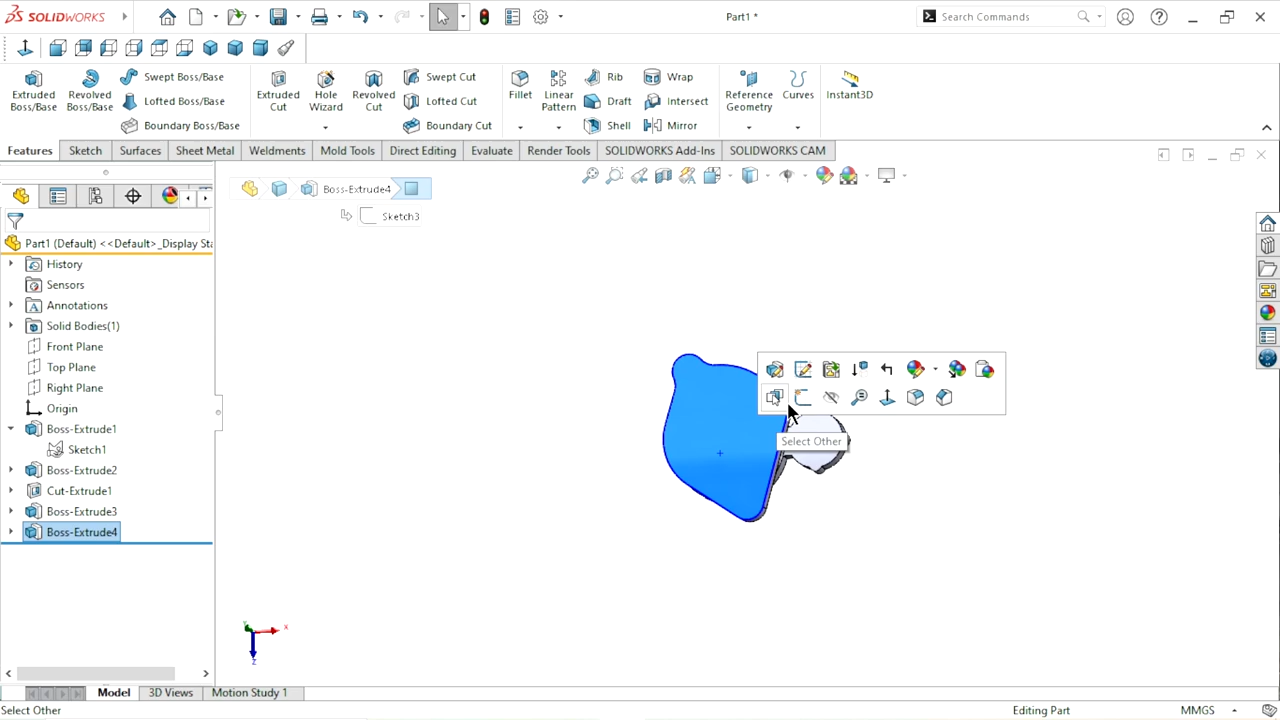 SOLIDWORKS
Part1 *
Search Commands
Extruded Boss/Base
Revolved Boss/Base
Swept Boss/Base
Lofted Boss/Base
Boundary Boss/Base
Extruded Cut
Hole Wizard
Revolved Cut
Swept Cut
Lofted Cut
Boundary Cut
Fillet
Linear Pattern
Rib
Draft
Shell
Wrap
Intersect
Mirror
Reference Geometry
Curves
Instant3D
Features
Sketch
Surfaces
Sheet Metal
Weldments
Mold Tools
Direct Editing
Evaluate
Render Tools
SOLIDWORKS Add-Ins
SOLIDWORKS CAM
Boss-Extrude4
Sketch3
Part1 (Default) <<Default>_Display Sta
History
Sensors
Annotations
Solid Bodies(1)
Front Plane
Top Plane
Right Plane
Origin
Boss-Extrude1
Sketch1
Boss-Extrude2
Cut-Extrude1
Boss-Extrude3
Boss-Extrude4
Select Other
Y
X
Z
Model
3D Views
Motion Study 1
Select Other
Editing Part
MMGS